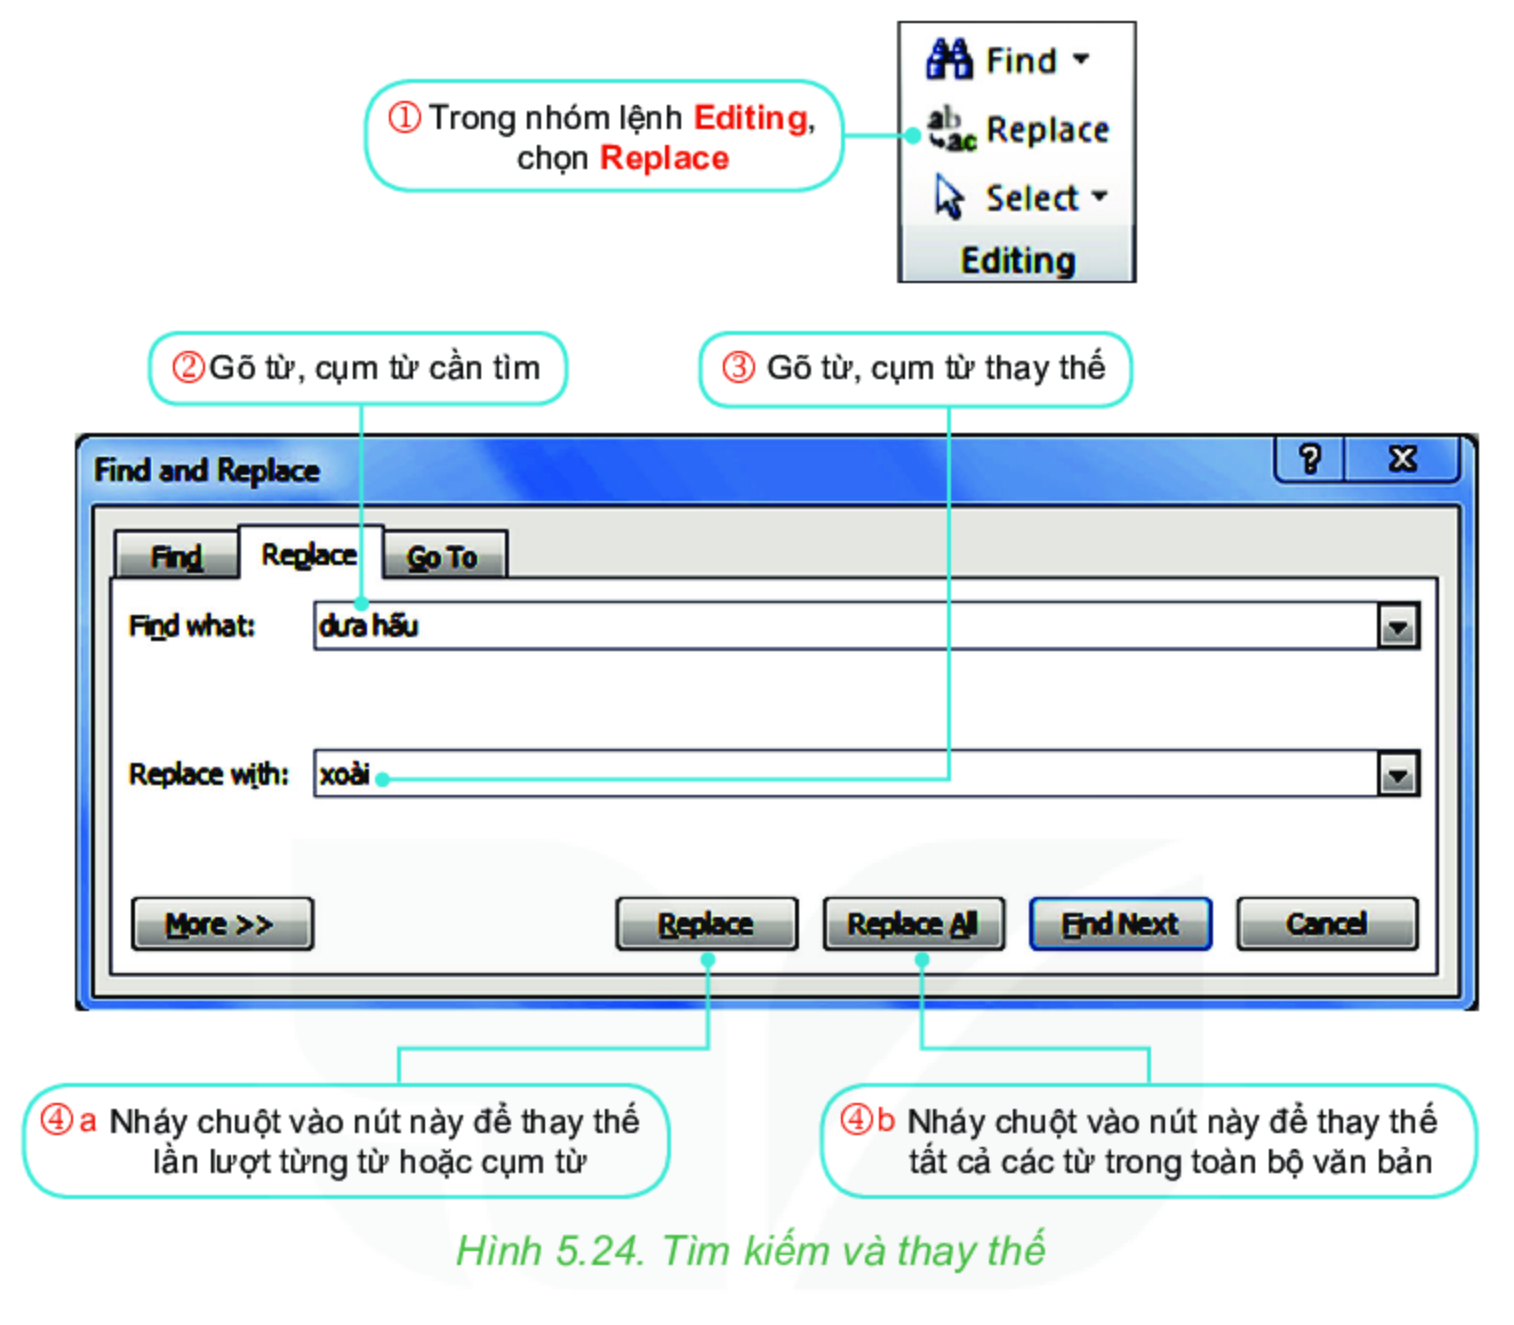 Find
① Trong nhóm lệnh Editing,
chọn Replace
Replace
Select
Editing
② Gõ từ, cụm từ cần tìm
③ Gõ từ, cụm từ thay thế
Find and Replace
Find Replace Go To
Find what: dưa hấu
Replace with: xoài
More >> Replace Replace All Find Next Cancel
④a Nháy chuột vào nút này để thay thế
lần lượt từng từ hoặc cụm từ
④b Nháy chuột vào nút này để thay thế
tất cả các từ trong toàn bộ văn bản
Hình 5.24. Tìm kiếm và thay thế